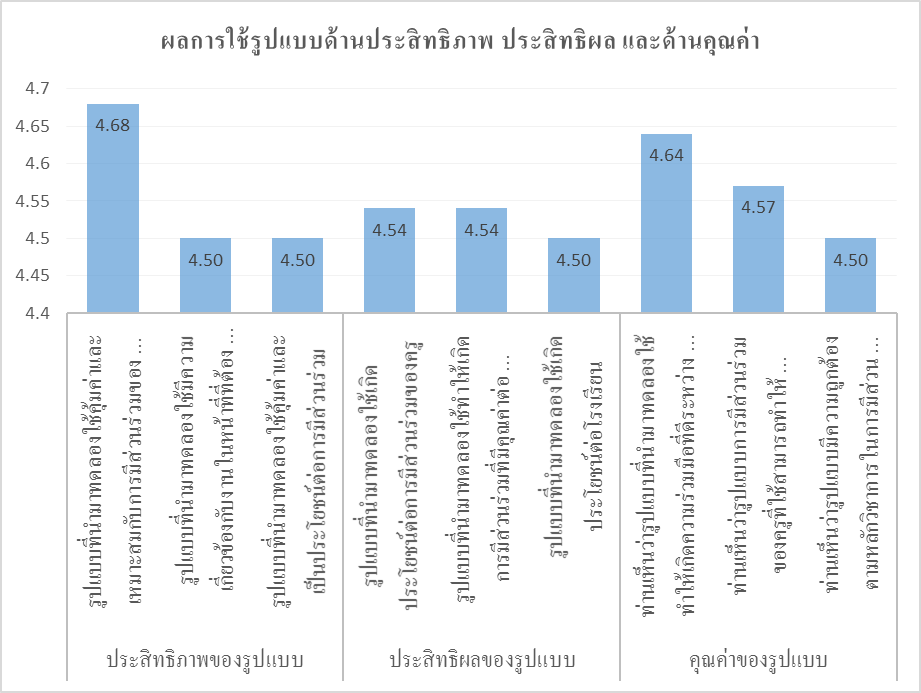 ผลการใช้รูปแบบด้านประสิทธิภาพ ประสิทธิผล และด้านคุณค่า
4.7
4.65
4.6
4.55
4.5
4.45
4.4
4.68
4.50
4.50
4.54
4.54
4.50
4.64
4.57
4.50
รูปแบบที่นำมาทดลองใช้คุ้มค่าและ
เหมาะสมกับการมีส่วนร่วมของ ...
รูปแบบที่นำมาทดลองใช้มีความ
เกี่ยวข้องกับงานในหน้าที่ที่ต้อง ...
รูปแบบที่นำมาทดลองใช้คุ้มค่าและ
เป็นประโยชน์ต่อการมีส่วนร่วม
รูปแบบที่นำมาทดลองใช้เกิด
ประโยชน์ต่อการมีส่วนร่วมของครู
รูปแบบที่นำมาทดลองใช้ทำให้เกิด
การมีส่วนร่วมที่มีคุณค่าต่อ ...
รูปแบบที่นำมาทดลองใช้เกิด
ประโยชน์ต่อโรงเรียน
ท่านเห็นว่ารูปแบบที่นำมาทดลองใช้
ทำให้เกิดความร่วมมือที่ดีระหว่าง ...
ท่านเห็นว่ารูปแบบการมีส่วนร่วม
ของครูที่ใช้สามารถทำให้ ...
ท่านเห็นว่ารูปแบบมีความถูกต้อง
ตามหลักวิชาการในการมีส่วน ...
ประสิทธิภาพของรูปแบบ
ประสิทธิผลของรูปแบบ
คุณค่าของรูปแบบ